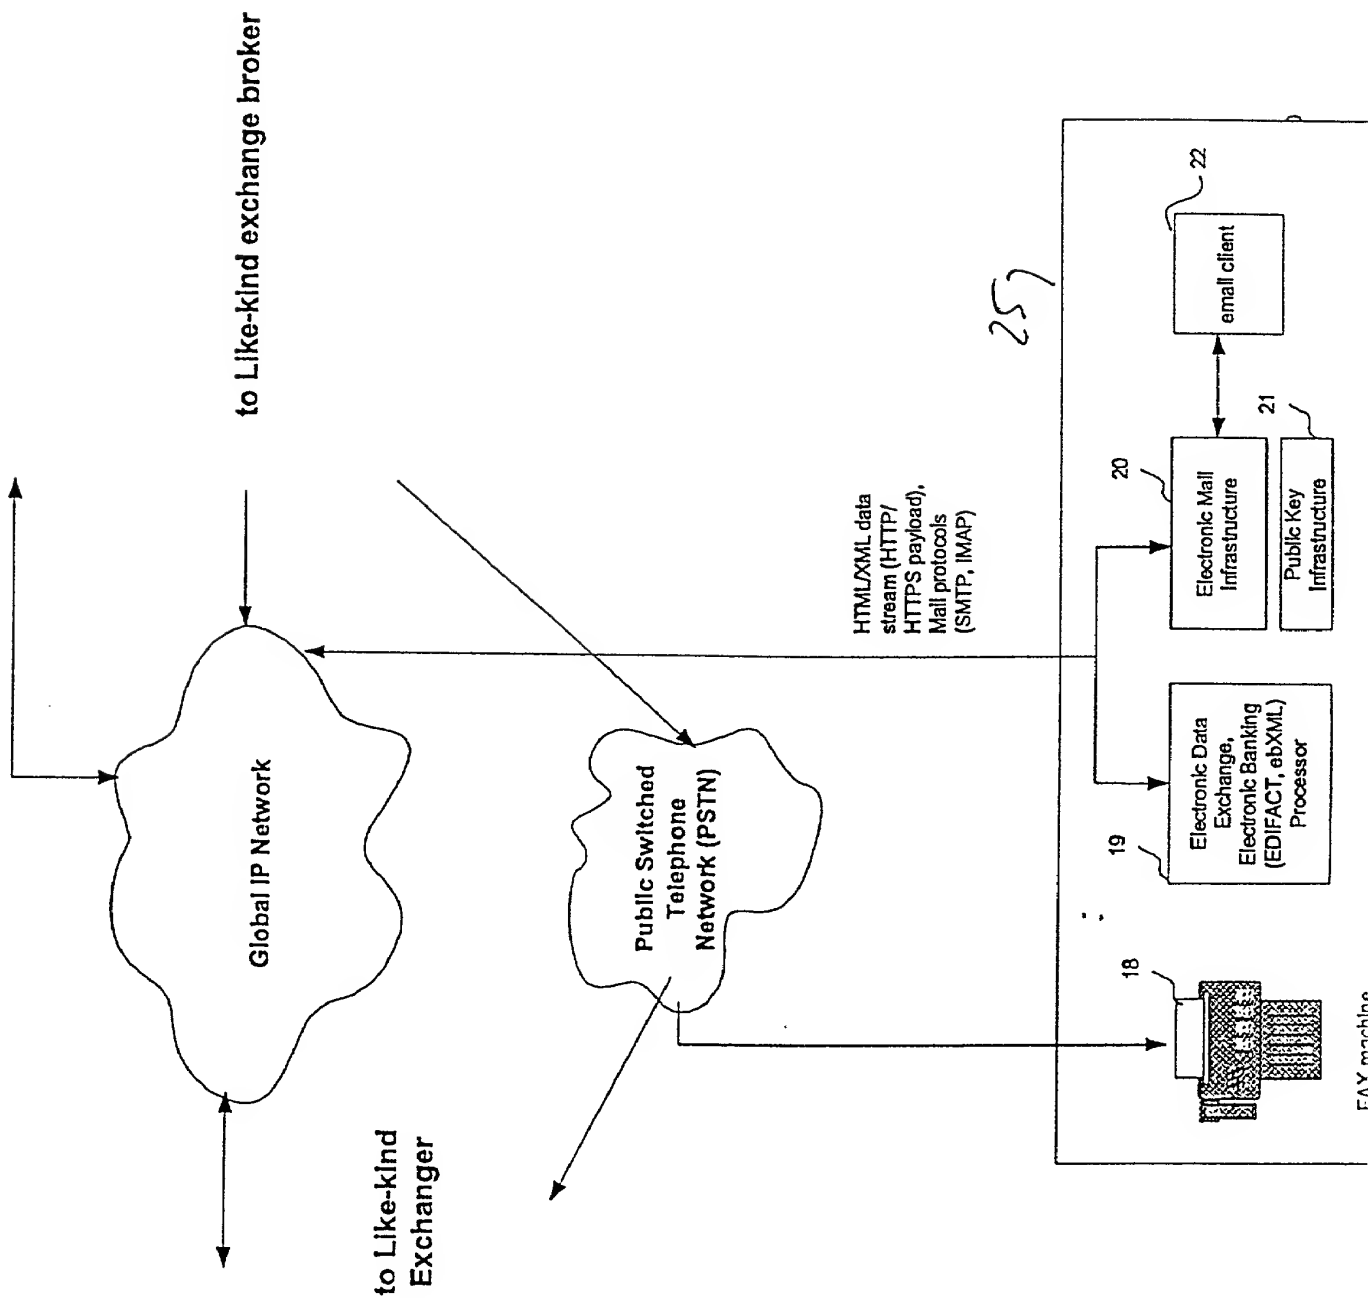 to Like-kind exchange broker
Global IP Network
to Like-kind
Exchanger
Public Switched
Telephone
Network (PSTN)
HTML/XML data
stream (HTTP/
HTTPS payload),
Mail protocols
(SMTP, IMAP)
25
18
FAX machine
19
Electronic Data
Exchange,
Electronic Banking
(EDIFACT, ebXML)
Processor
20
Electronic Mail
Infrastructure
21
Public Key
Infrastructure
22
email client